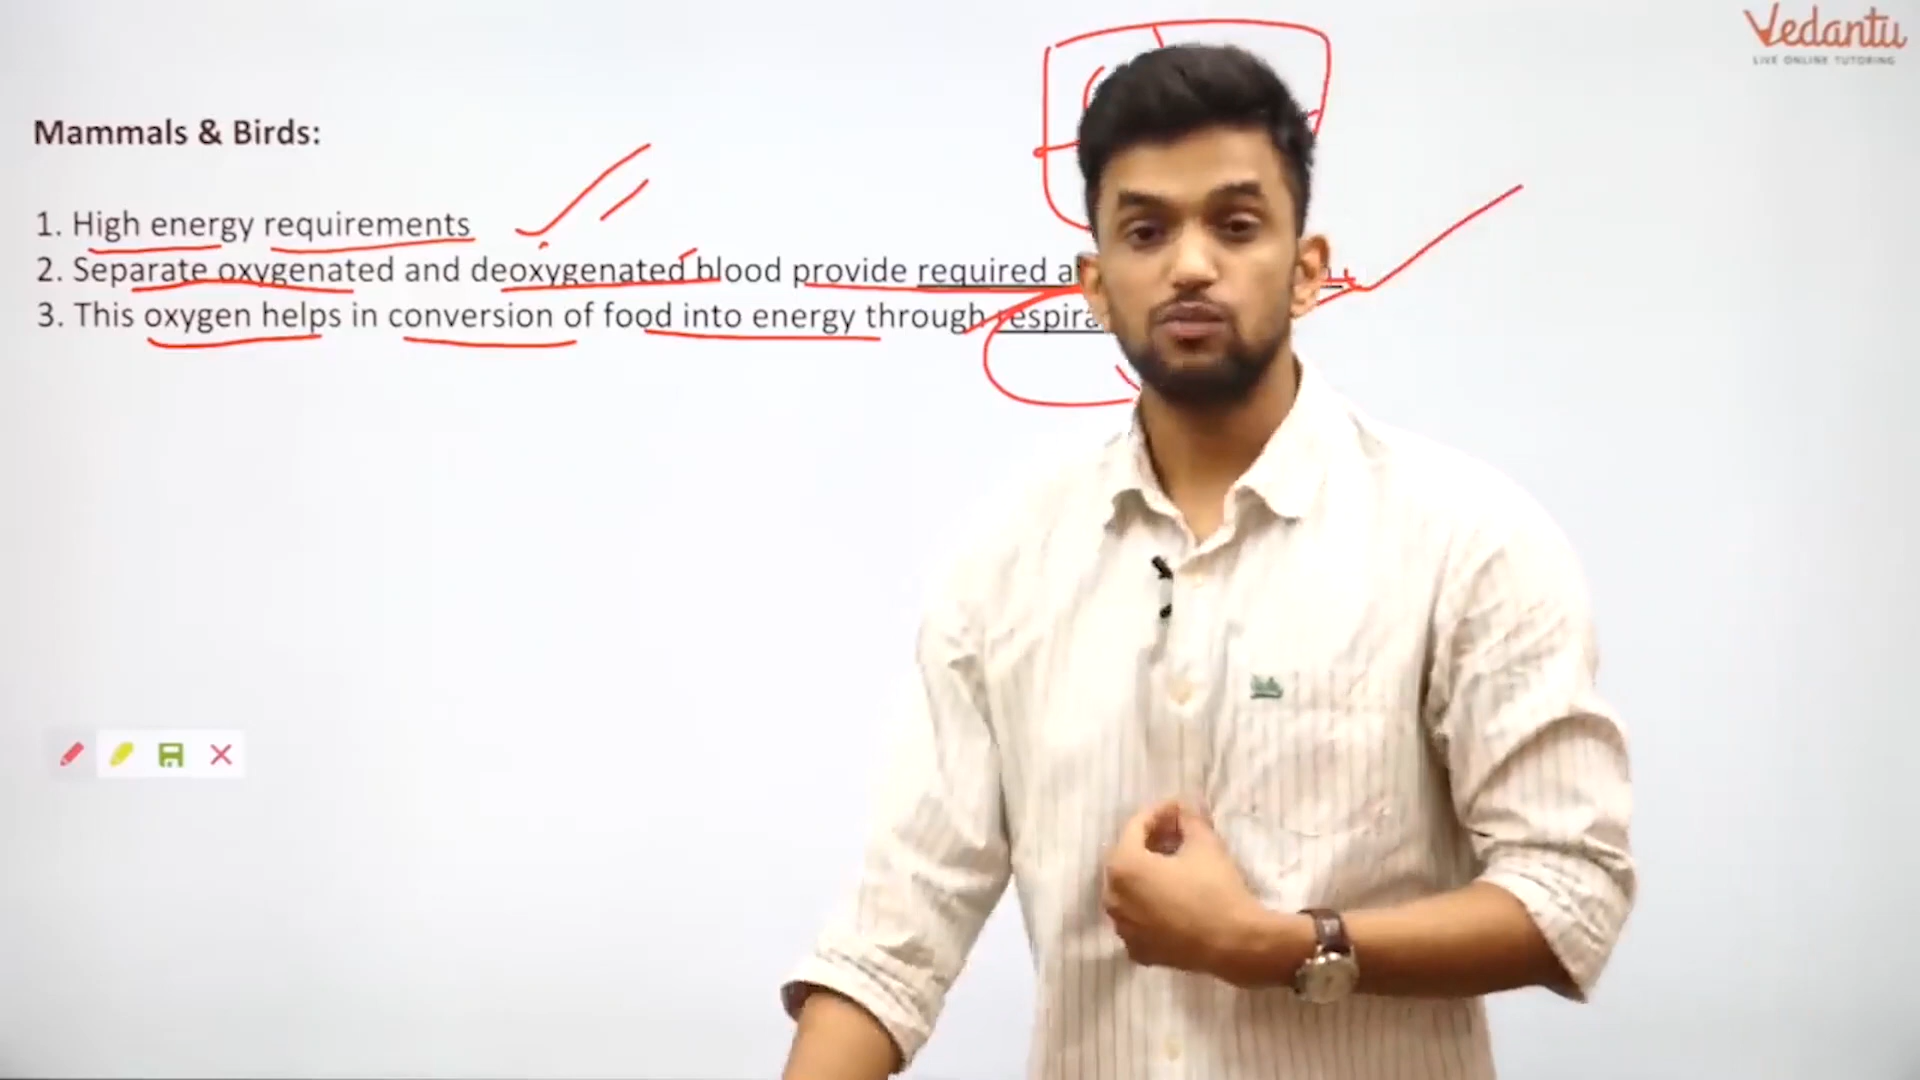 Vedantu
LIVE ONLINE TUTORING
Mammals & Birds:
1. High energy requirements
2. Separate oxygenated and deoxygenated blood provide required
3. This oxygen helps in conversion of food into energy through